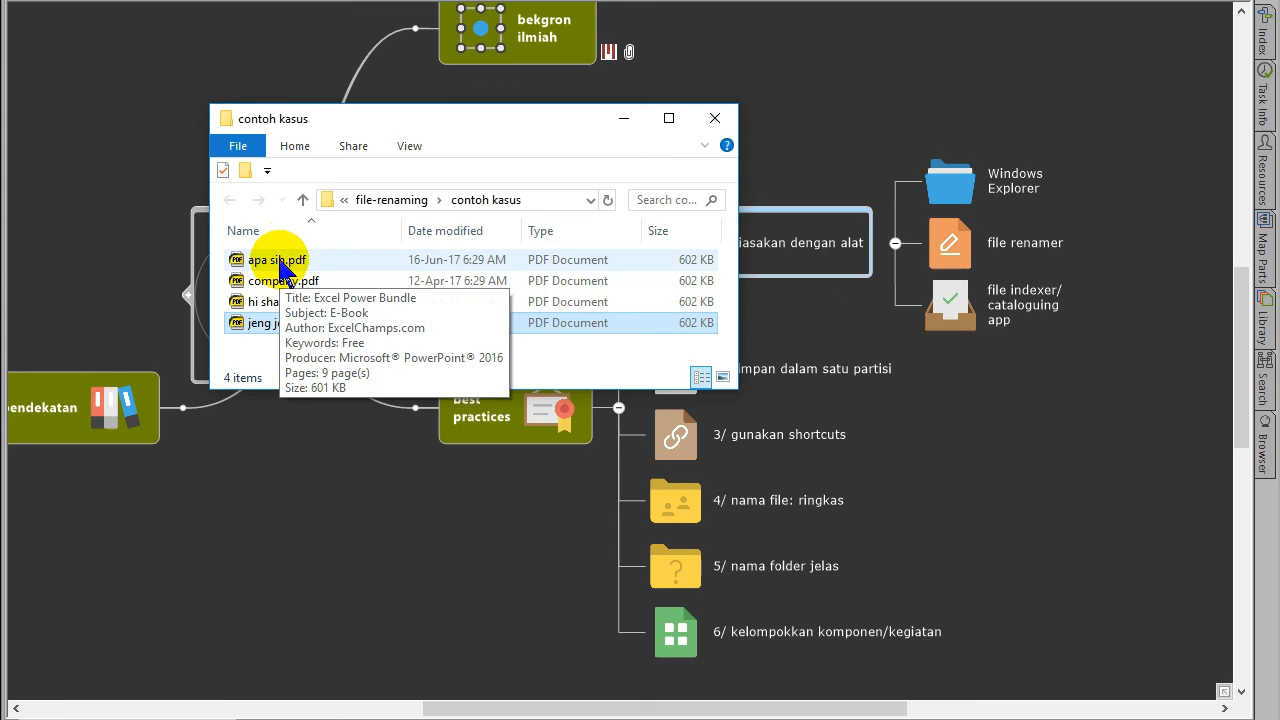 bekgron
ilmiah
contoh kasus
File
Home
Share
View
?
« file-renaming › contoh kasus
Search co...
Name
Date modified
Type
Size
apa sih.pdf
16-Jun-17 6:29 AM
PDF Document
602 KB
12-Apr-17 6:29 AM
PDF Document
602 KB
hi sha
PDF Document
602 KB
PDF Document
602 KB
Title: Excel Power Bundle
Subject: E-Book
Author: ExcelChamps.com
Keywords: Free
Producer: Microsoft® PowerPoint® 2016
Pages: 9 page(s)
Size: 601 KB
4 items
iasakan dengan alat
Windows
Explorer
file renamer
file indexer/
cataloguing
app
pendekatan
best
practices
impan dalam satu partisi
3/ gunakan shortcuts
4/ nama file: ringkas
5/ nama folder jelas
6/ kelompokkan komponen/kegiatan
Index
Task Info
Resources
Map Parts
Library
Search
Browser